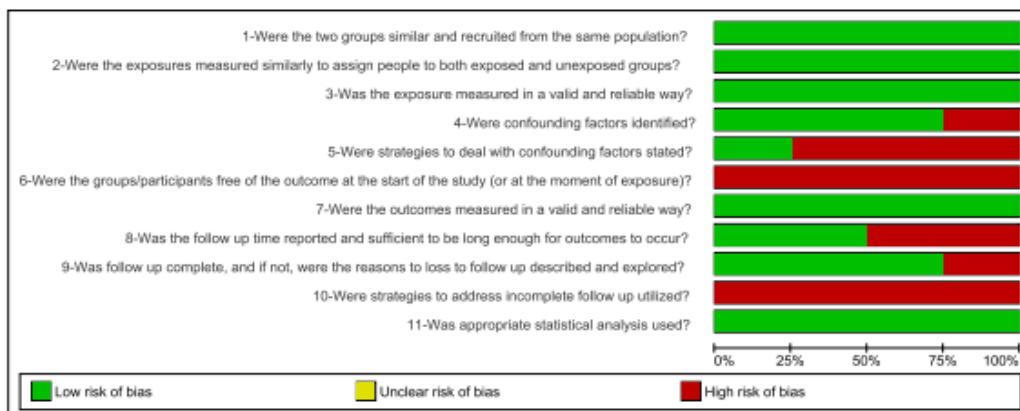 1-Were the two groups similar and recruited from the same population?
2-Were the exposures measured similarly to assign people to both exposed and unexposed groups?
3-Was the exposure measured in a valid and reliable way?
4-Were confounding factors identified?
5-Were strategies to deal with confounding factors stated?
6-Were the groups/participants free of the outcome at the start of the study (or at the moment of exposure)?
7-Were the outcomes measured in a valid and reliable way?
8-Was the follow up time reported and sufficient to be long enough for outcomes to occur?
9-Was follow up complete, and if not, were the reasons to loss to follow up described and explored?
10-Were strategies to address incomplete follow up utilized?
11-Was appropriate statistical analysis used?
0% 25% 50% 75% 100%
Low risk of bias Unclear risk of bias High risk of bias